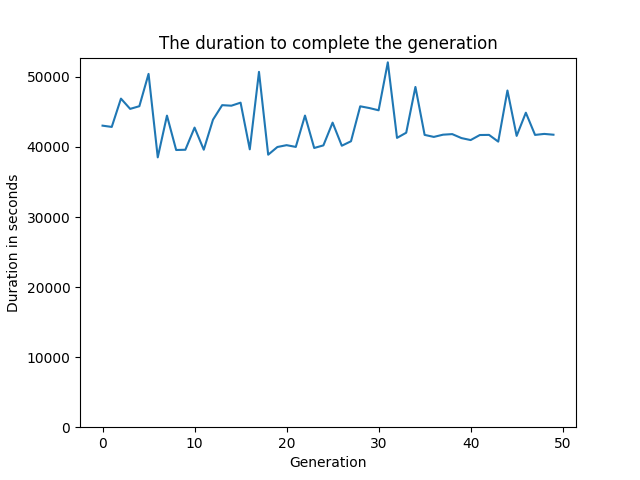 The duration to complete the generation
50000
40000
30000
20000
10000
0
Duration in seconds
0 10 20 30 40 50
Generation